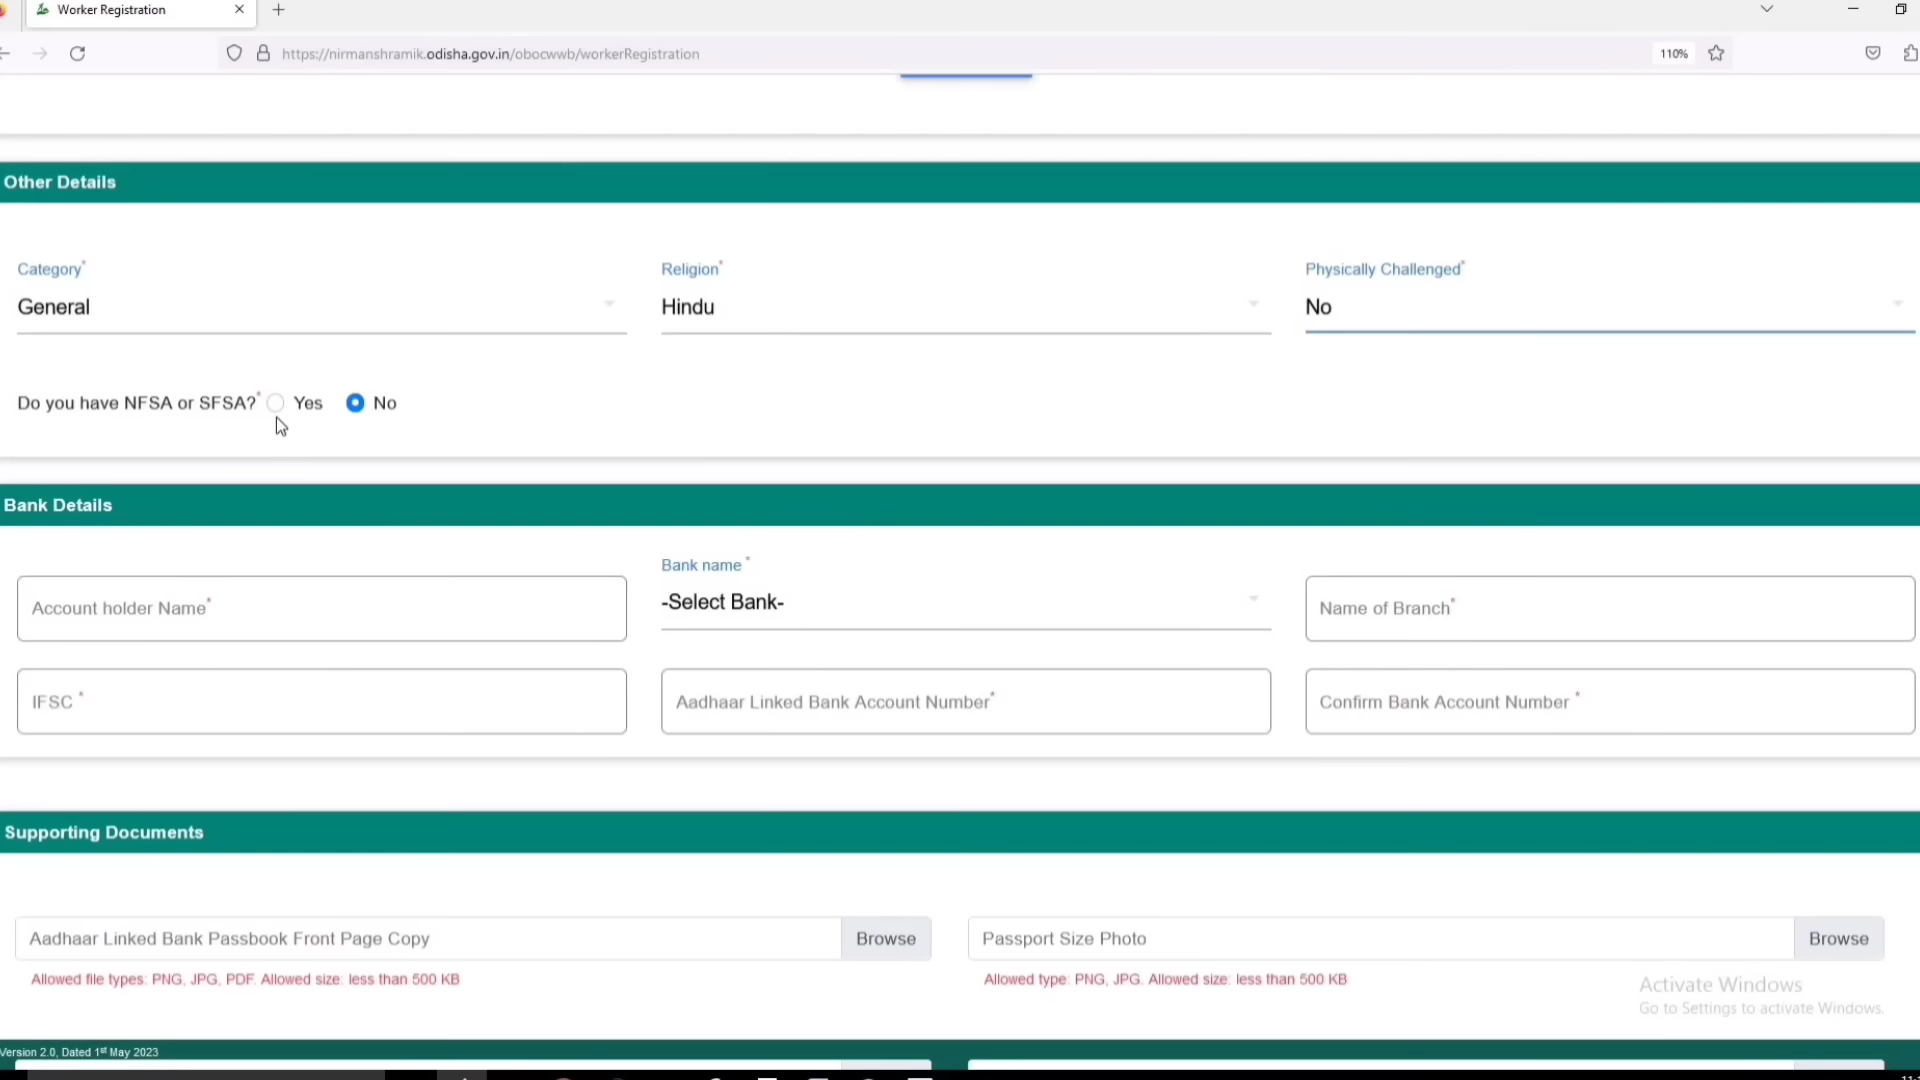 Worker Registration
https://nirmanshramik.odisha.gov.in/obocwwb/workerRegistration
110%
Other Details
Category*
Religion*
Physically Challenged*
General
Hindu
No
Do you have NFSA or SFSA?* Yes No
Bank Details
Account holder Name*
Bank name *
-Select Bank-
Name of Branch*
IFSC *
Aadhaar Linked Bank Account Number*
Confirm Bank Account Number *
Supporting Documents
Aadhaar Linked Bank Passbook Front Page Copy
Browse
Passport Size Photo
Browse
Allowed file types: PNG, JPG, PDF. Allowed size: less than 500 KB
Allowed type: PNG, JPG. Allowed size: less than 500 KB
Activate Windows
Go to Settings to activate Windows.
Version 2.0, Dated 1st May 2023